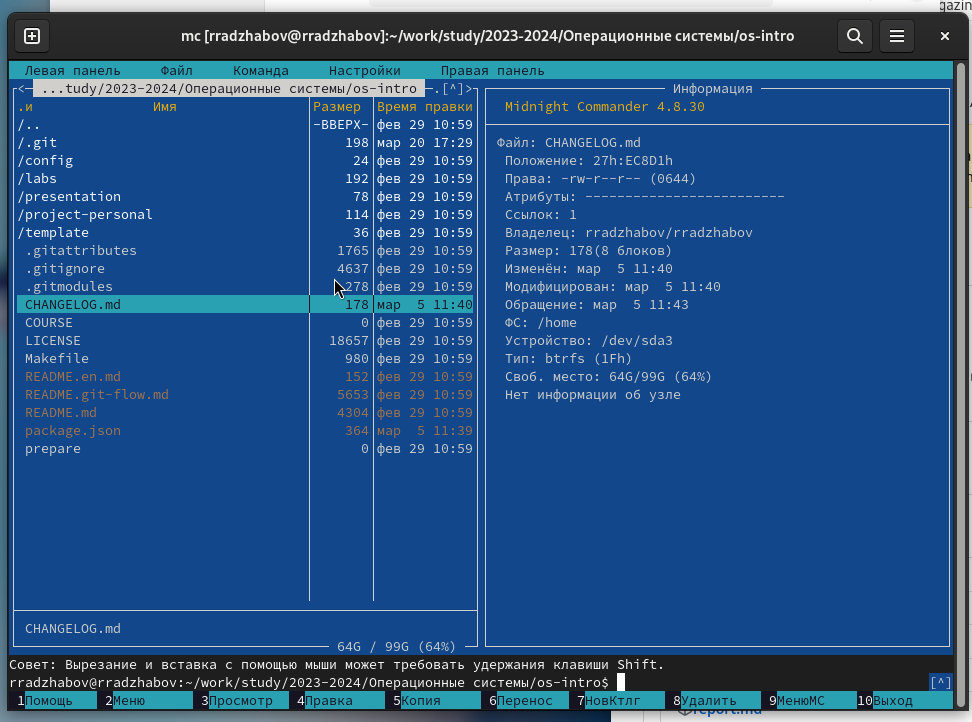 gazin
mc [rradzhabov@rradzhabov]:~/work/study/2023-2024/Операционные системы/os-intro
Левая панель Файл Команда Настройки Правая панель
<─ ...tudy/2023-2024/Операционные системы/os-intro ─.[^]>
.и Имя Размер Время правки
/.. -ВВЕРХ- фев 29 10:59
/.git 198 мар 20 17:29
/config 24 фев 29 10:59
/labs 192 фев 29 10:59
/presentation 78 фев 29 10:59
/project-personal 114 фев 29 10:59
/template 36 фев 29 10:59
.gitattributes 1765 фев 29 10:59
.gitignore 4637 фев 29 10:59
.gitmodules 278 фев 29 10:59
CHANGELOG.md 178 мар 5 11:40
COURSE 0 фев 29 10:59
LICENSE 18657 фев 29 10:59
Makefile 980 фев 29 10:59
README.en.md 152 фев 29 10:59
README.git-flow.md 5653 фев 29 10:59
README.md 4304 фев 29 10:59
package.json 364 мар 5 11:39
prepare 0 фев 29 10:59
CHANGELOG.md
64G / 99G (64%)
Информация
Midnight Commander 4.8.30
Файл: CHANGELOG.md
Положение: 27h:EC8D1h
Права: -rw-r--r-- (0644)
Атрибуты: -------------------------
Ссылок: 1
Владелец: rradzhabov/rradzhabov
Размер: 178(8 блоков)
Изменён: мар 5 11:40
Модифицирован: мар 5 11:40
Обращение: мар 5 11:43
ФС: /home
Устройство: /dev/sda3
Тип: btrfs (1Fh)
Своб. место: 64G/99G (64%)
Нет информации об узле
Совет: Вырезание и вставка с помощью мыши может требовать удержания клавиши Shift.
rradzhabov@rradzhabov:~/work/study/2023-2024/Операционные системы/os-intro$ [^]
1Помощь 2Меню 3Просмотр 4Правка 5Копия 6Перенос 7НовКтлг 8Удалить 9МенюМС 10Выход
report.md